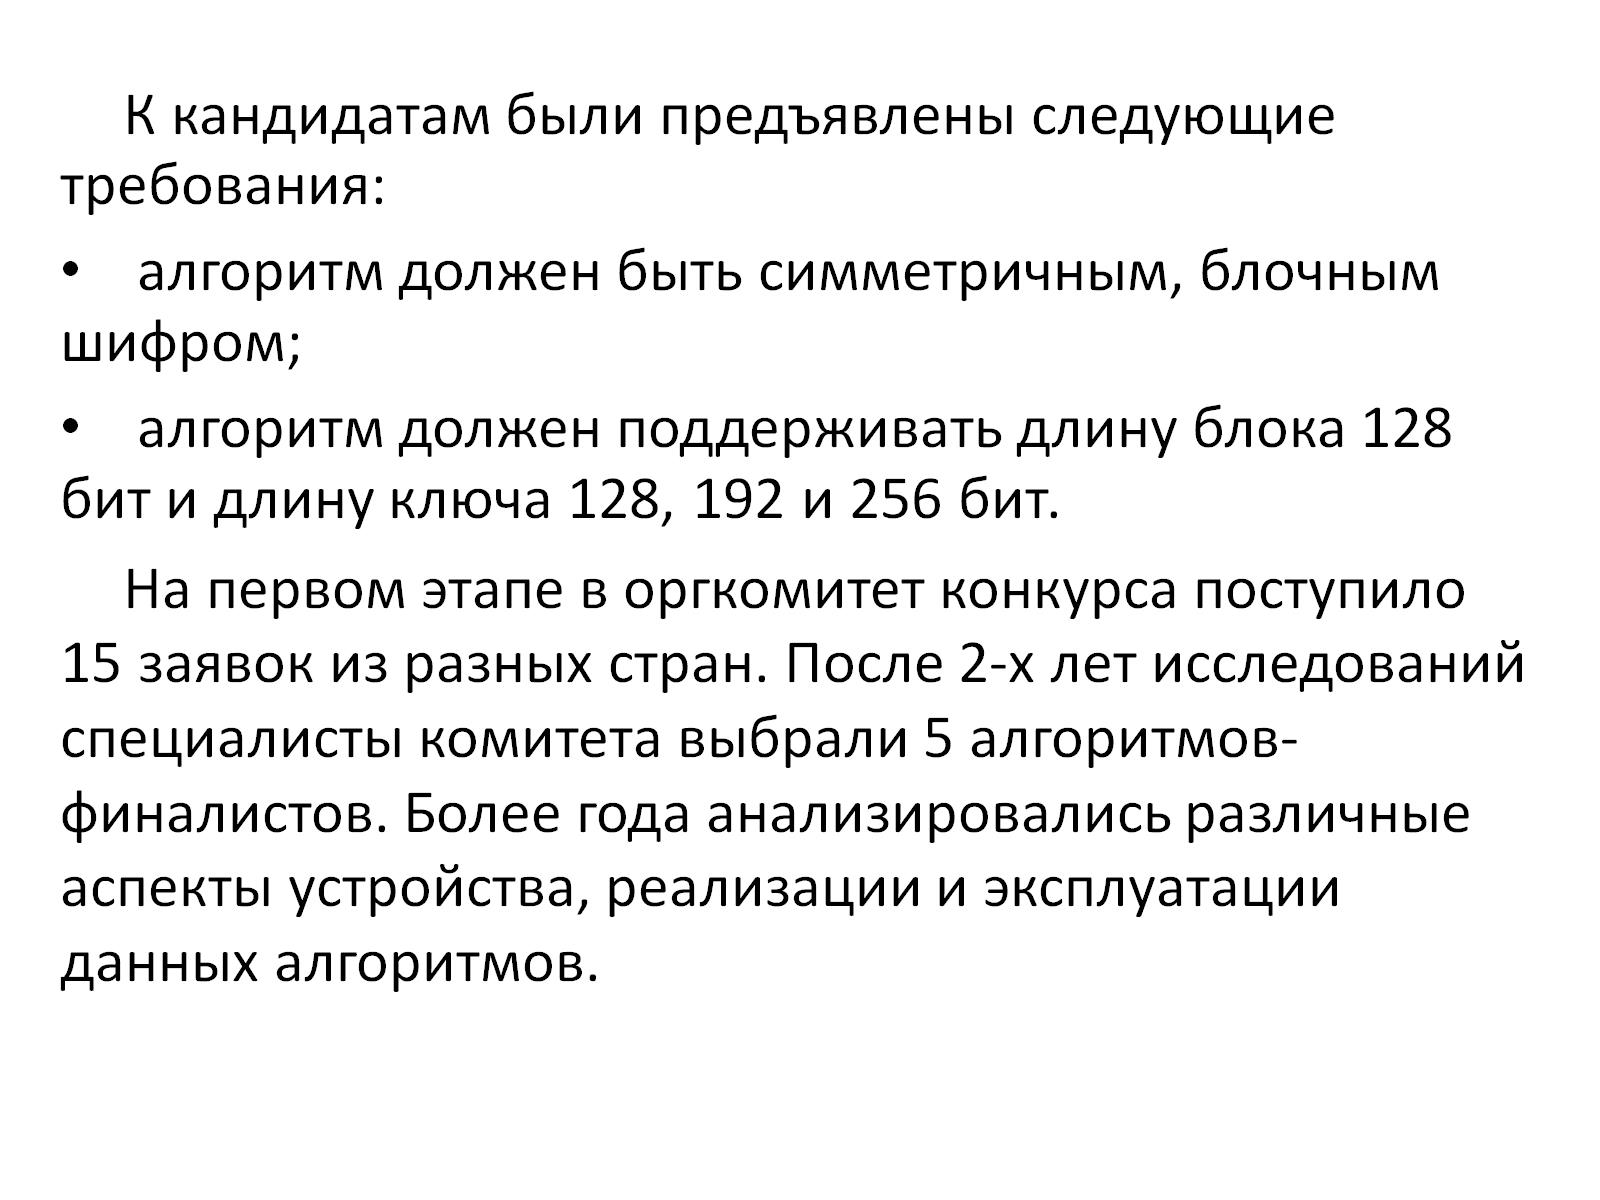 К кандидатам были предъявлены следующие
требования:
• алгоритм должен быть симметричным, блочным
шифром;
• алгоритм должен поддерживать длину блока 128
бит и длину ключа 128, 192 и 256 бит.
На первом этапе в оргкомитет конкурса поступило
15 заявок из разных стран. После 2-х лет исследований
специалисты комитета выбрали 5 алгоритмов-
финалистов. Более года анализировались различные
аспекты устройства, реализации и эксплуатации
данных алгоритмов.